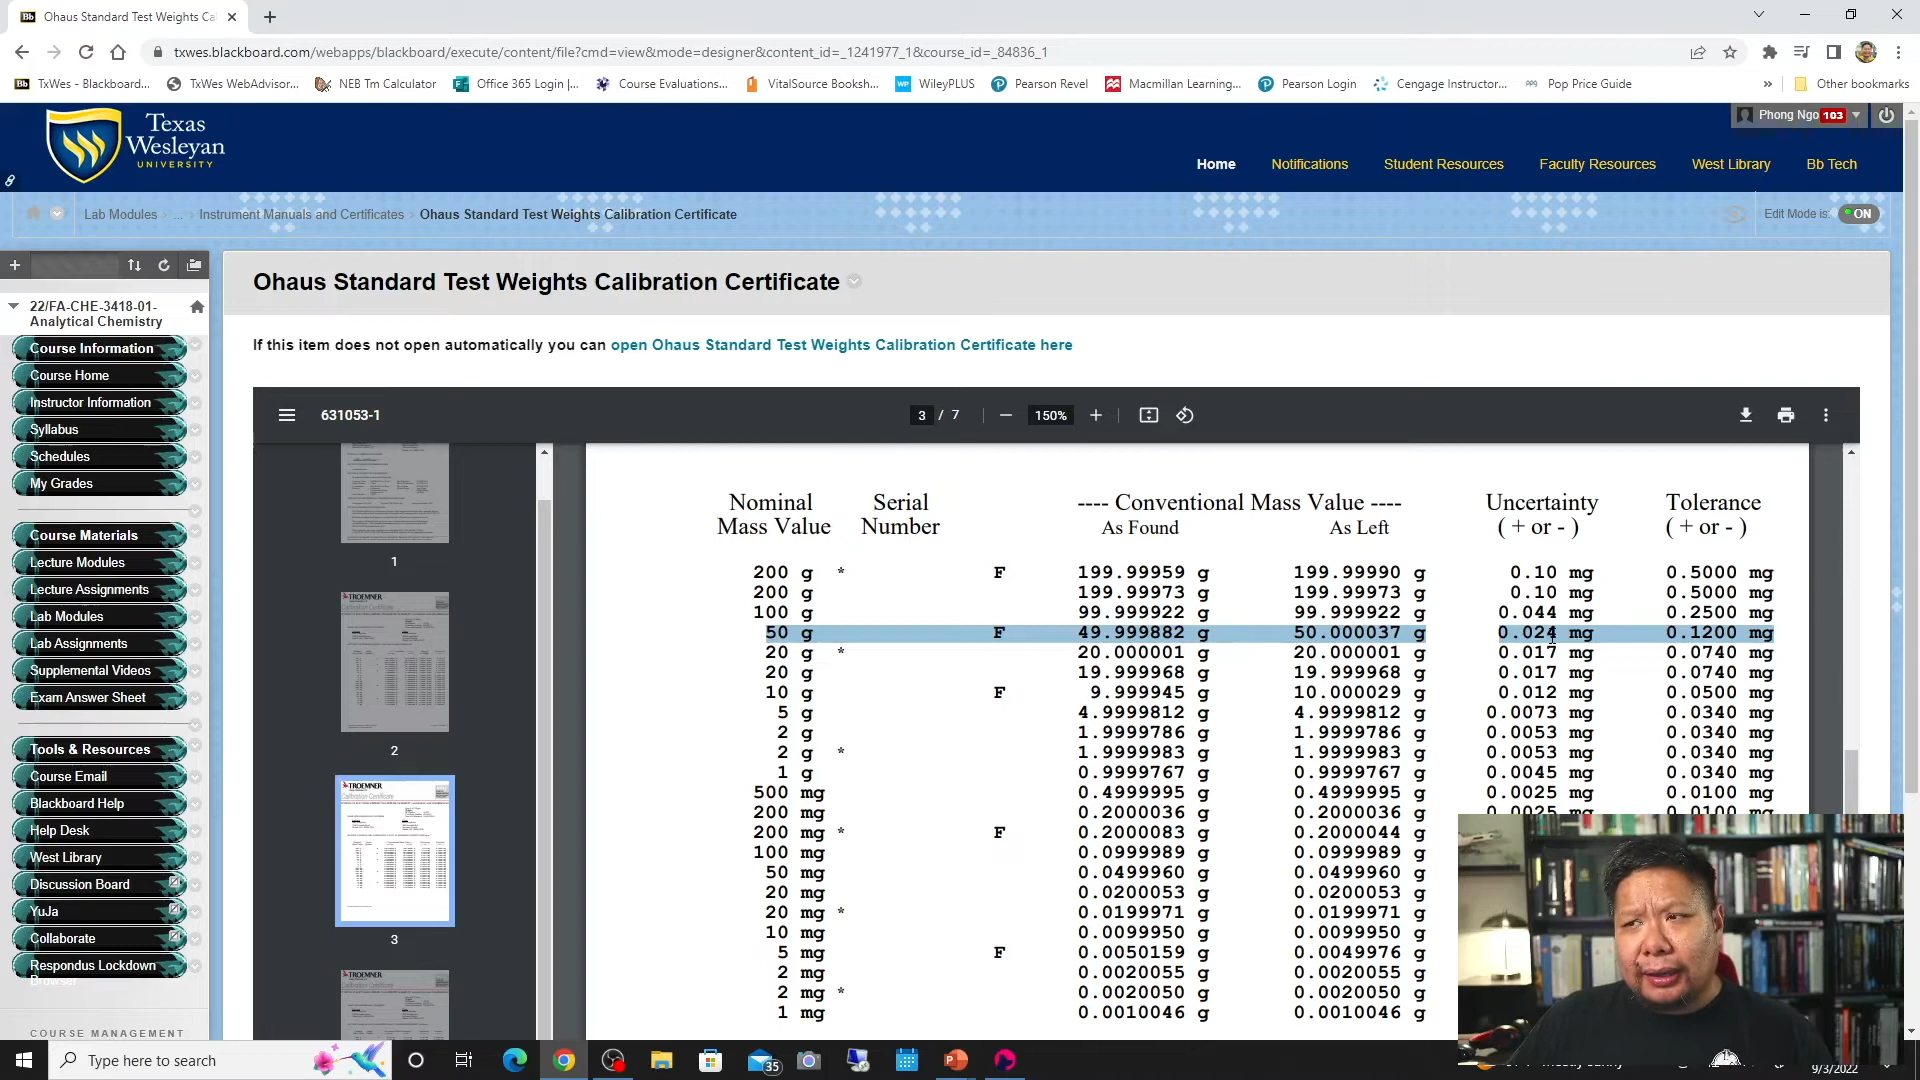 Ohaus Standard Test Weights Ca
txwes.blackboard.com/webapps/blackboard/execute/content/file?cmd=view&mode=designer&content_id=_1241977_1&course_id=_84836_1
TxWes - Blackboard... TxWes WebAdvisor... NEB Tm Calculator Office 365 Login |... Course Evaluations... VitalSource Booksh... WileyPLUS Pearson Revel Macmillan Learning... Pearson Login Cengage Instructor... Pop Price Guide » Other bookmarks
Texas
Wesleyan
UNIVERSITY
Phong Ngo 103
Home Notifications Student Resources Faculty Resources West Library Bb Tech
Lab Modules ... Instrument Manuals and Certificates Ohaus Standard Test Weights Calibration Certificate
Edit Mode is: ON
22/FA-CHE-3418-01-
Analytical Chemistry
Course Information
Course Home
Instructor Information
Syllabus
Schedules
My Grades
Course Materials
Lecture Modules
Lecture Assignments
Lab Modules
Lab Assignments
Supplemental Videos
Exam Answer Sheet
Tools & Resources
Course Email
Blackboard Help
Help Desk
West Library
Discussion Board
YuJa
Collaborate
Respondus Lockdown
Browser
COURSE MANAGEMENT
Ohaus Standard Test Weights Calibration Certificate
If this item does not open automatically you can open Ohaus Standard Test Weights Calibration Certificate here
631053-1
3 / 7
150%
TROEMNER
1
TROEMNER
2
TROEMNER
3
TROEMNER
Nominal Serial ---- Conventional Mass Value ---- Uncertainty Tolerance
Mass Value Number As Found As Left ( + or - ) ( + or - )
200 g * F 199.99959 g 199.99990 g 0.10 mg 0.5000 mg
200 g 199.99973 g 199.99973 g 0.10 mg 0.5000 mg
100 g 99.999922 g 99.999922 g 0.044 mg 0.2500 mg
50 g F 49.999882 g 50.000037 g 0.024 mg 0.1200 mg
20 g * 20.000001 g 20.000001 g 0.017 mg 0.0740 mg
20 g 19.999968 g 19.999968 g 0.017 mg 0.0740 mg
10 g F 9.999945 g 10.000029 g 0.012 mg 0.0500 mg
5 g 4.9999812 g 4.9999812 g 0.0073 mg 0.0340 mg
2 g 1.9999786 g 1.9999786 g 0.0053 mg 0.0340 mg
2 g * 1.9999983 g 1.9999983 g 0.0053 mg 0.0340 mg
1 g 0.9999767 g 0.9999767 g 0.0045 mg 0.0340 mg
500 mg 0.4999995 g 0.4999995 g 0.0025 mg 0.0100 mg
200 mg 0.2000036 g 0.2000036 g 0.0025 mg 0.0100 mg
200 mg * F 0.2000083 g 0.2000044 g
100 mg 0.0999989 g 0.0999989 g
50 mg 0.0499960 g 0.0499960 g
20 mg 0.0200053 g 0.0200053 g
20 mg * 0.0199971 g 0.0199971 g
10 mg 0.0099950 g 0.0099950 g
5 mg F 0.0050159 g 0.0049976 g
2 mg 0.0020055 g 0.0020055 g
2 mg * 0.0020050 g 0.0020050 g
1 mg 0.0010046 g 0.0010046 g
Type here to search
35
9/3/2022